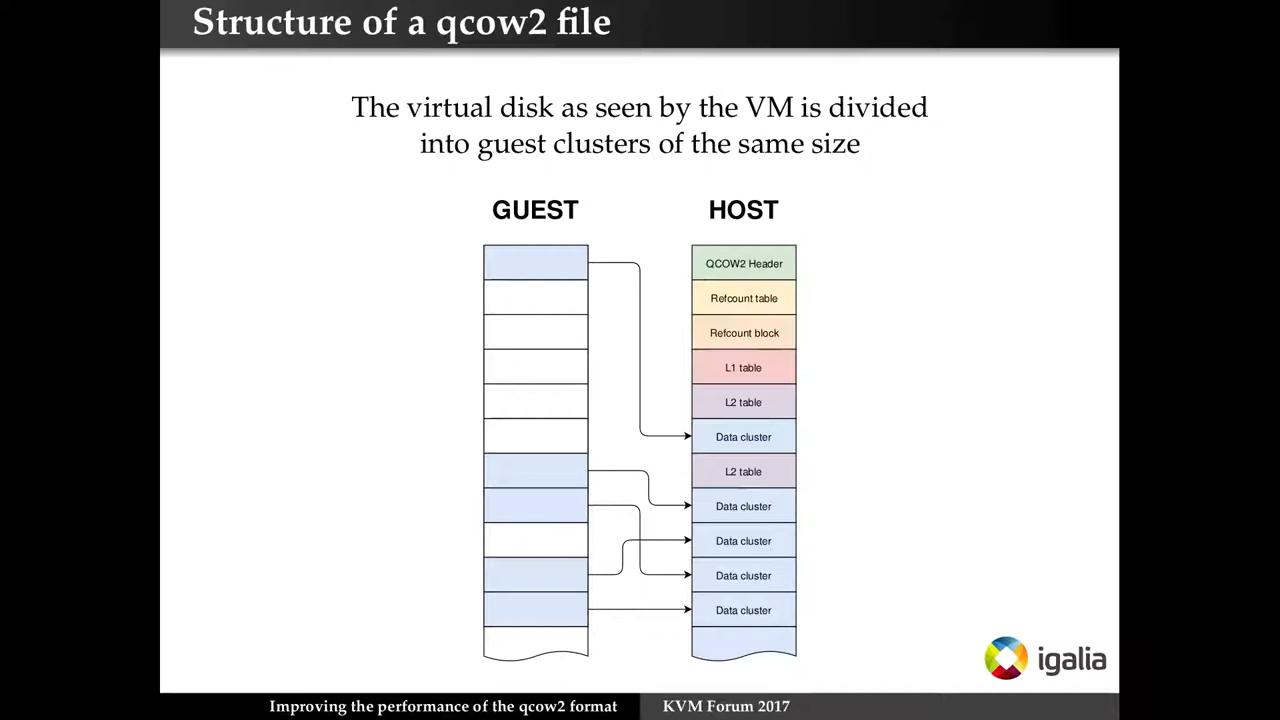 Structure of a qcow2 file
The virtual disk as seen by the VM is divided
into guest clusters of the same size
GUEST
HOST
QCOW2 Header
Refcount table
Refcount block
L1 table
L2 table
Data cluster
L2 table
Data cluster
Data cluster
Data cluster
Data cluster
igalia
Improving the performance of the qcow2 format
KVM Forum 2017